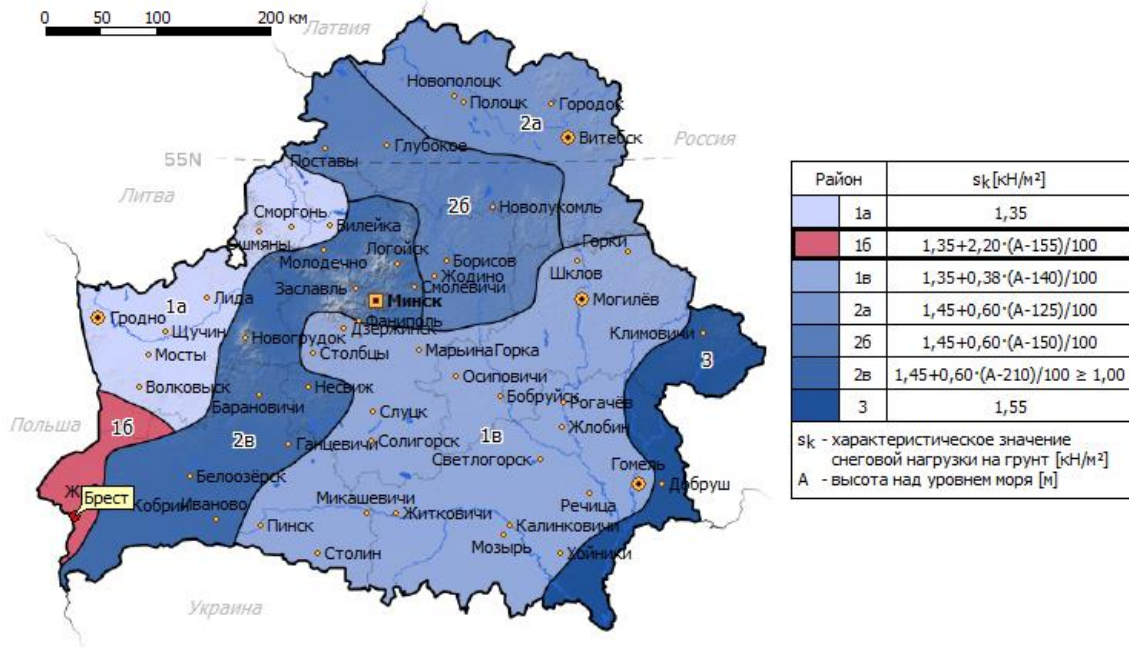 0 50 100 200 км
Латвия
Новополоцк
Полоцк
Городок
2а
Витебск
Россия
Глубокое
55N
Поставы
Литва
2б
Новолукомль
Сморгонь
Вилейка
Ошмяны
Горки
Логойск
Молодечно
Борисов
Шклов
Жодино
Заславль
Смолевичи
1а
Лида
Минск
Могилёв
Гродно
Фаниполь
Щучин
Дзержинск
Климовичи
Новогрудок
Столбцы
МарьинаГорка
Мосты
3
Осиповичи
Волковыск
Несвиж
Бобруйск
Барановичи
Рогачёв
Слуцк
1б
Польша
Жлобин
2в
1в
Ганцевичи
Солигорск
Светлогорск
Гомель
Белоозёрск
Добруш
Ж
Брест
Микашевичи
Кобрин
Иваново
Речица
Житковичи
Пинск
Калинковичи
Мозырь
Столин
Хойники
Украина
Район sk[кН/м²]
1а 1,35
1б 1,35+2,20·(А-155)/100
1в 1,35+0,38·(А-140)/100
2а 1,45+0,60·(А-125)/100
2б 1,45+0,60·(А-150)/100
2в 1,45+0,60·(А-210)/100 ≥ 1,00
3 1,55
sk - характеристическое значение
снеговой нагрузки на грунт [кН/м²]
А - высота над уровнем моря [м]